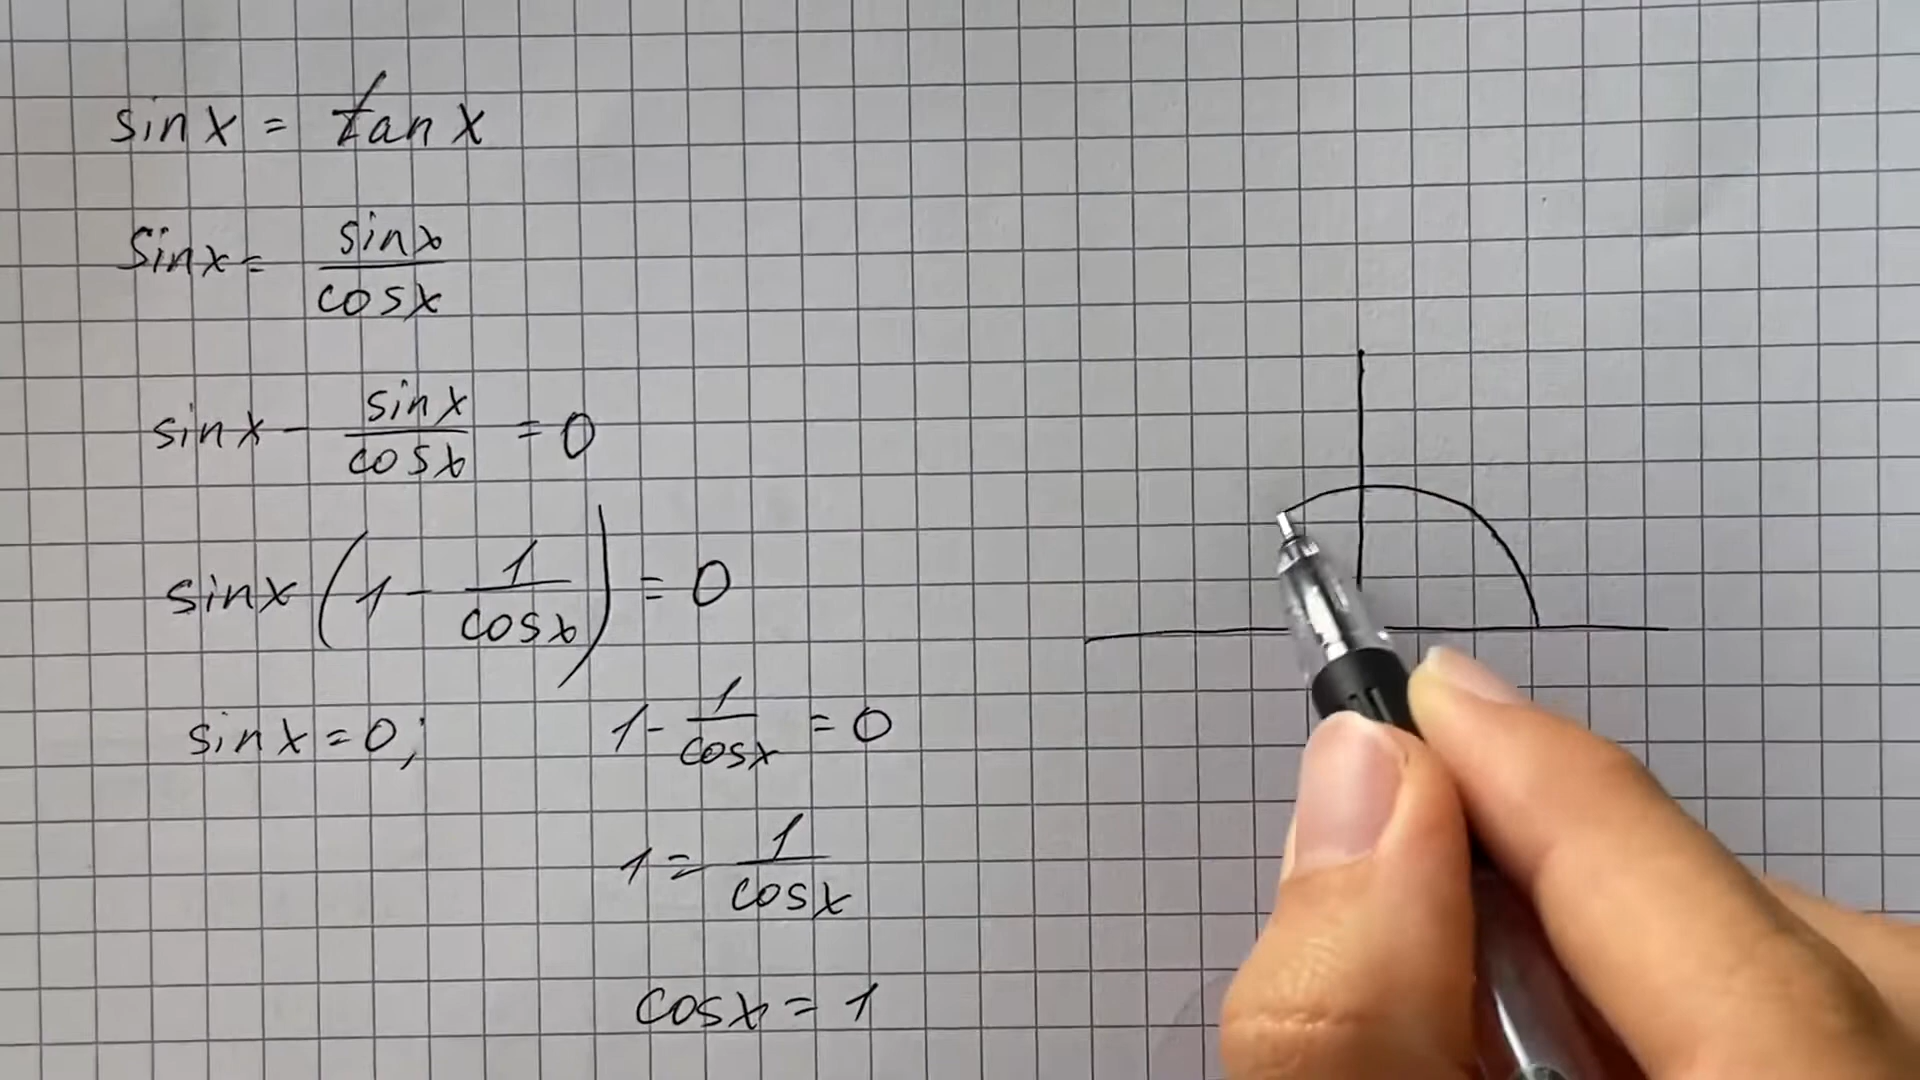 sin x = tan x
Sin x = sin x / cos x
sin x - sin x / cos x = 0
sin x (1 - 1 / cos x) = 0
sin x = 0; 1 - 1 / cos x = 0
1 = 1 / cos x
cos x = 1